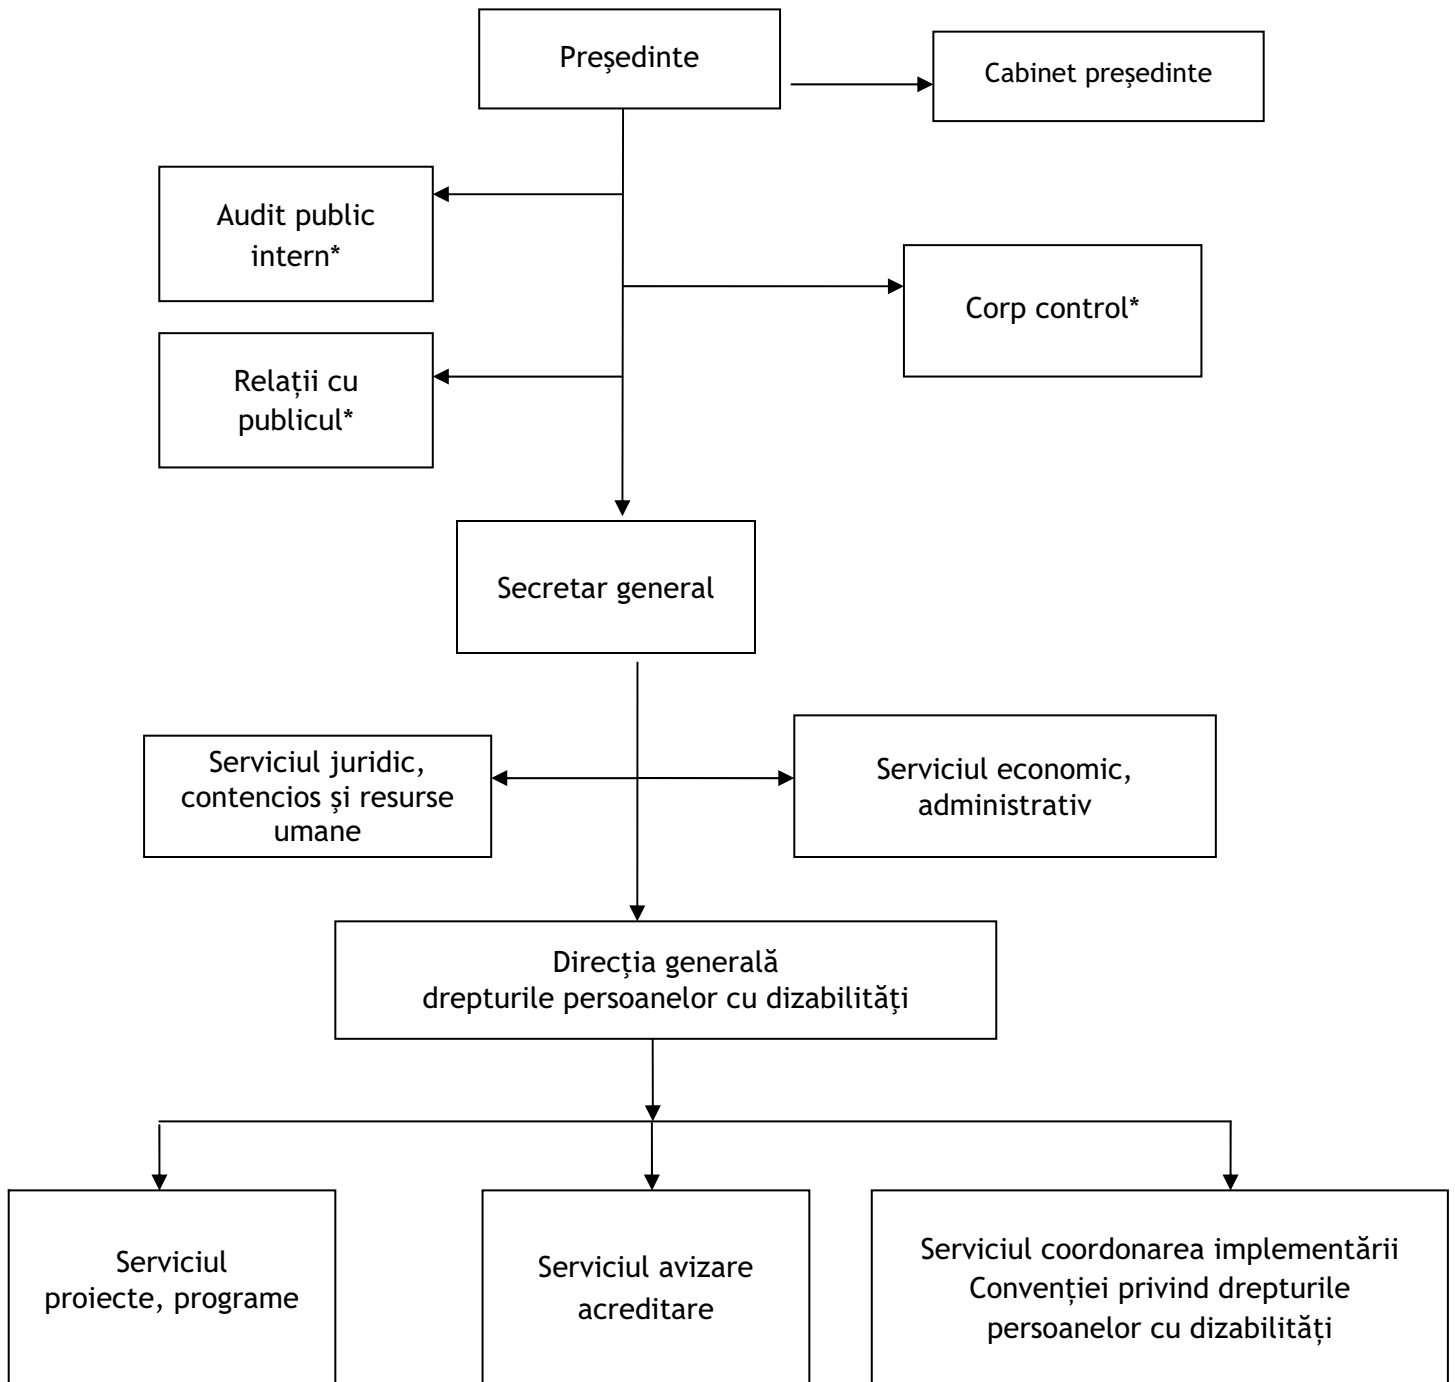 Președinte
Cabinet președinte
Audit public
intern*
Corp control*
Relații cu
publicul*
Secretar general
Serviciul juridic,
contencios și resurse
umane
Serviciul economic,
administrativ
Direcția generală
drepturile persoanelor cu dizabilități
Serviciul
proiecte, programe
Serviciul avizare
acreditare
Serviciul coordonarea implementării
Convenției privind drepturile
persoanelor cu dizabilități